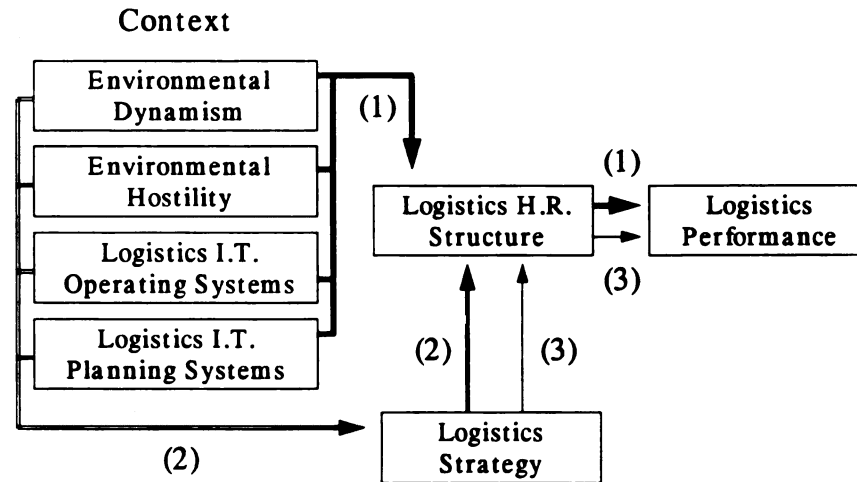 Context
Environmental
Dynamism
(1)
Environmental
Hostility
(1)
Logistics H.R.
Structure
Logistics
Performance
Logistics I.T.
Operating Systems
(3)
Logistics I.T.
Planning Systems
(2)
(3)
Logistics
Strategy
(2)